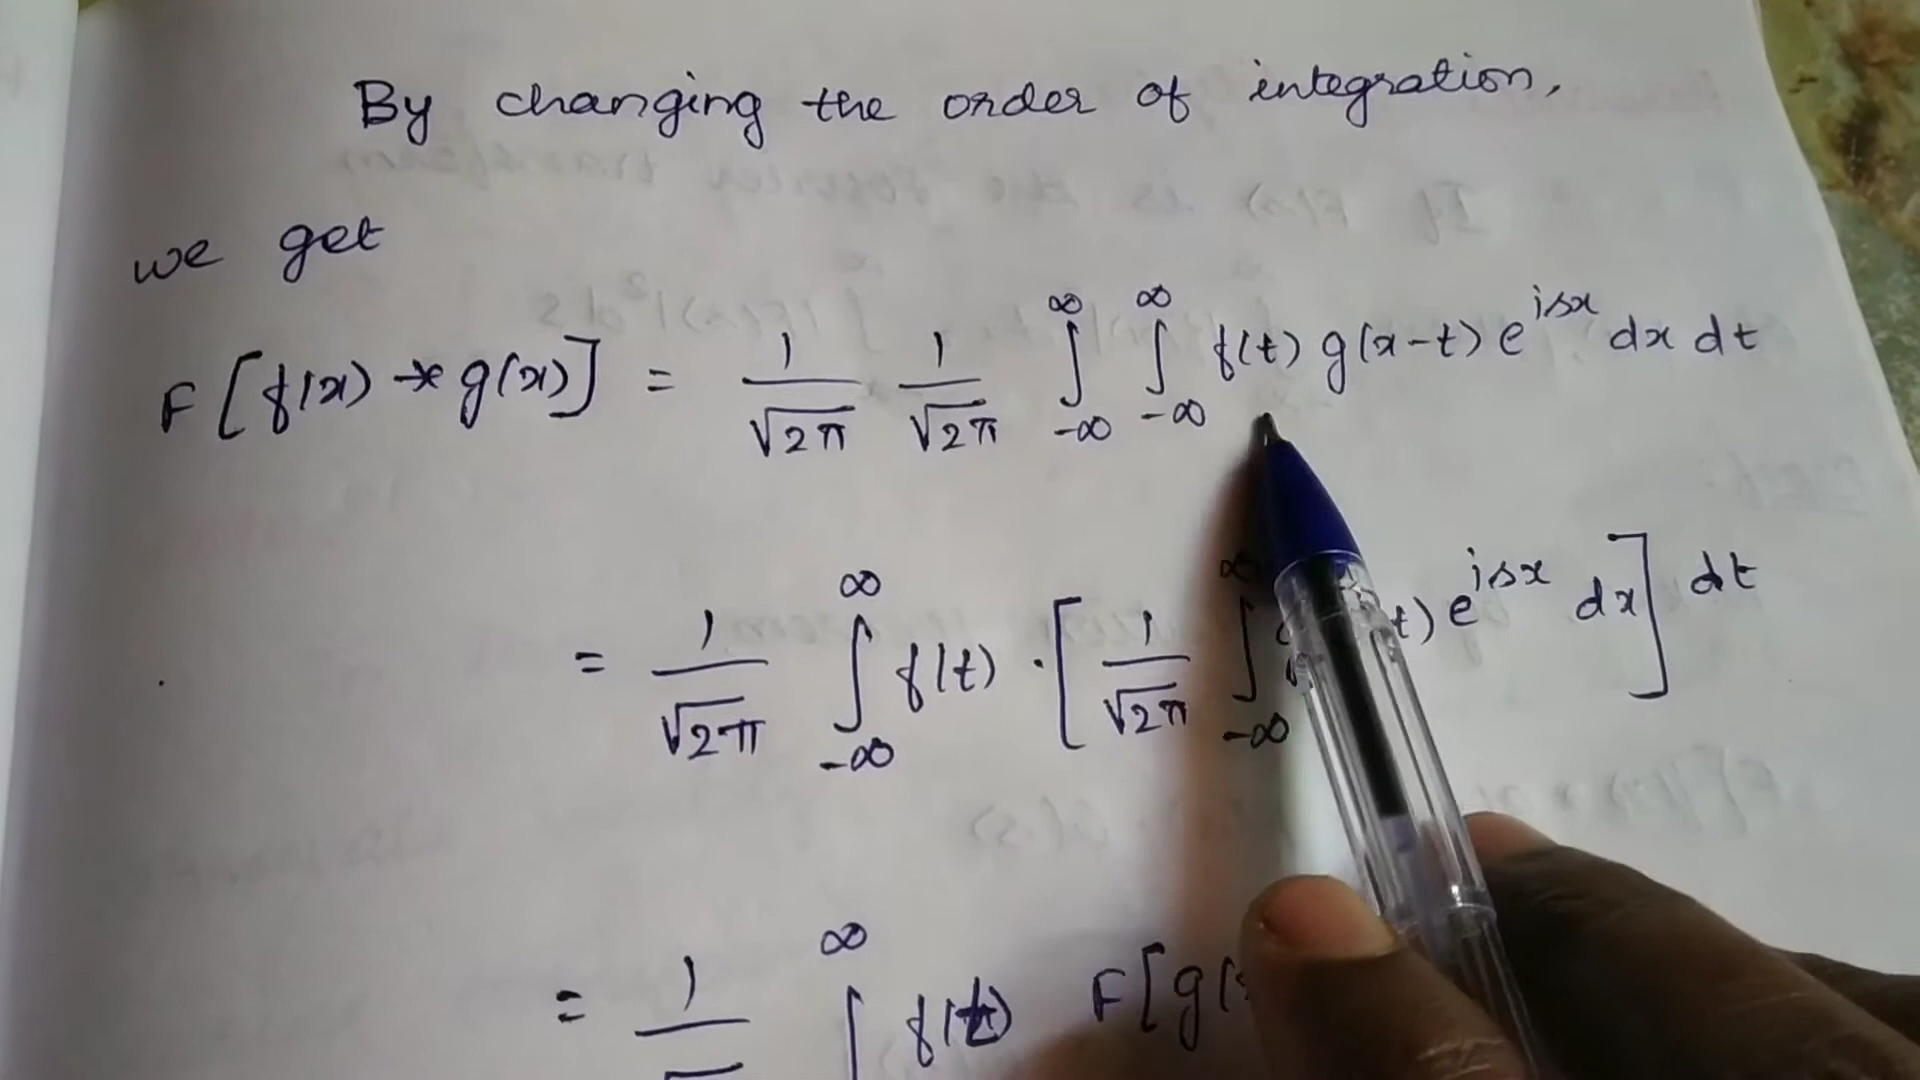 By changing the order of integration,
we get
F[f(x) * g(x)] = 1/√2π 1/√2π ∫_{-∞}^{∞} ∫_{-∞}^{∞} f(t) g(x-t) e^{isx} dx dt
= 1/√2π ∫_{-∞}^{∞} f(t) · [1/√2π ∫_{-∞}^{∞} t) e^{isx} dx] dt
= 1/√ ∫^{∞} f(t) F[g(